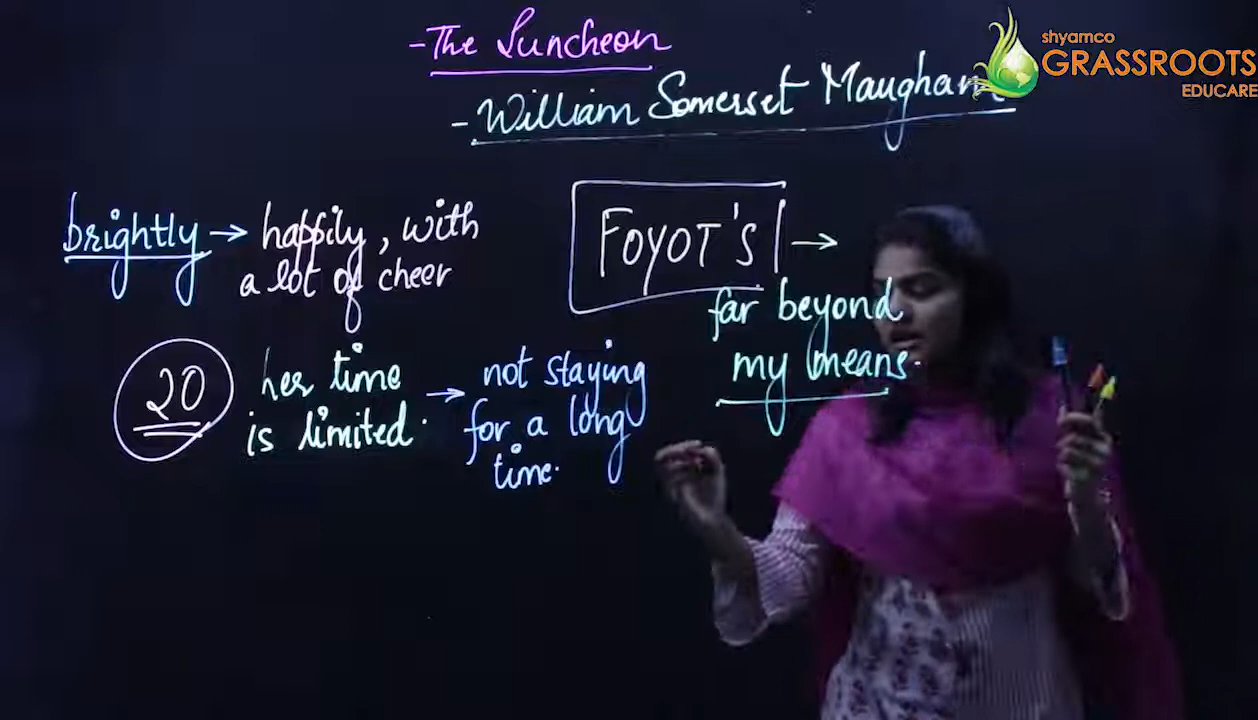 -The Luncheon
- William Somerset Maugham
shyamco
GRASSROOTS
EDUCARE
brightly → happily, with
a lot of cheer
FOYOT'S →
far beyond
my means.
20
her time
is limited. →
not staying
for a long
time.